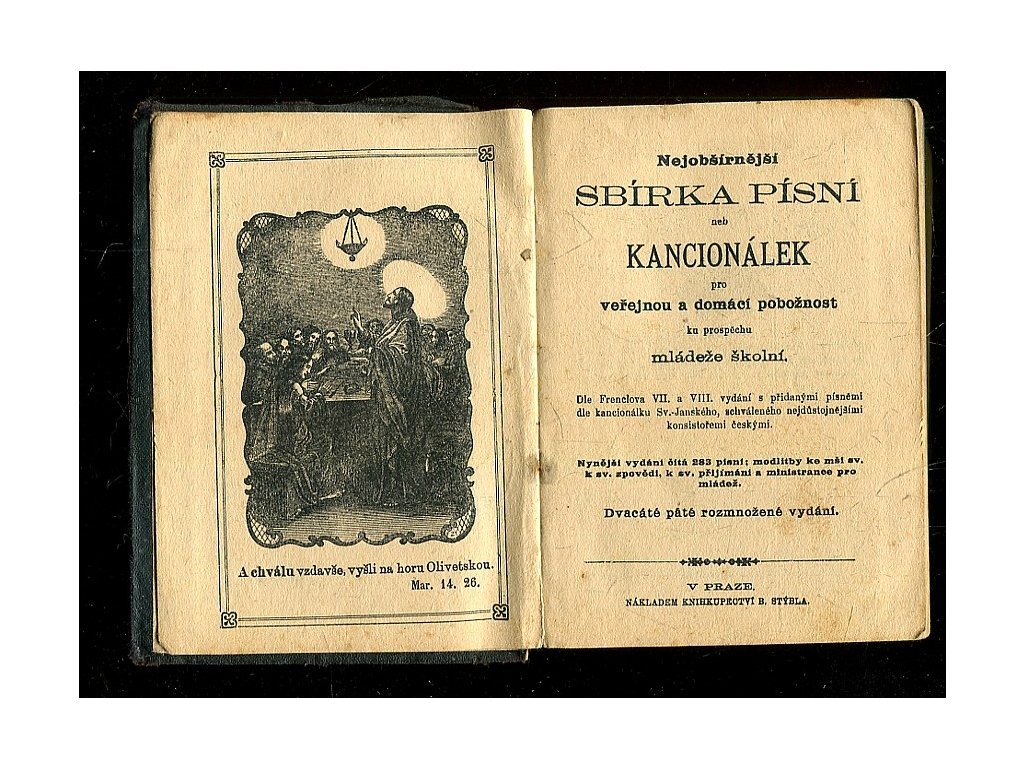 A chválu vzdavše, vyšli na horu Olivetskou.
Mar. 14. 26.
Nejobšírnější
SBÍRKA PÍSNÍ
neb
KANCIONÁLEK
pro
veřejnou a domácí pobožnost
ku prospěchu
mládeže školní.
Dle Frenclova VII. a VIII. vydání s přidanými písněmi
dle kancionálku Sv.-Janského, schváleného nejdůstojnějšími
konsistořemi českými.
Nynější vydání čítá 283 písní; modlitby ke mši sv.
k sv. zpovědi, k sv. přijímání a ministrance pro
mládež.
Dvacáté páté rozmnožené vydání.
V PRAZE,
NÁKLADEM KNIHKUPECTVÍ B. STÝBLA.